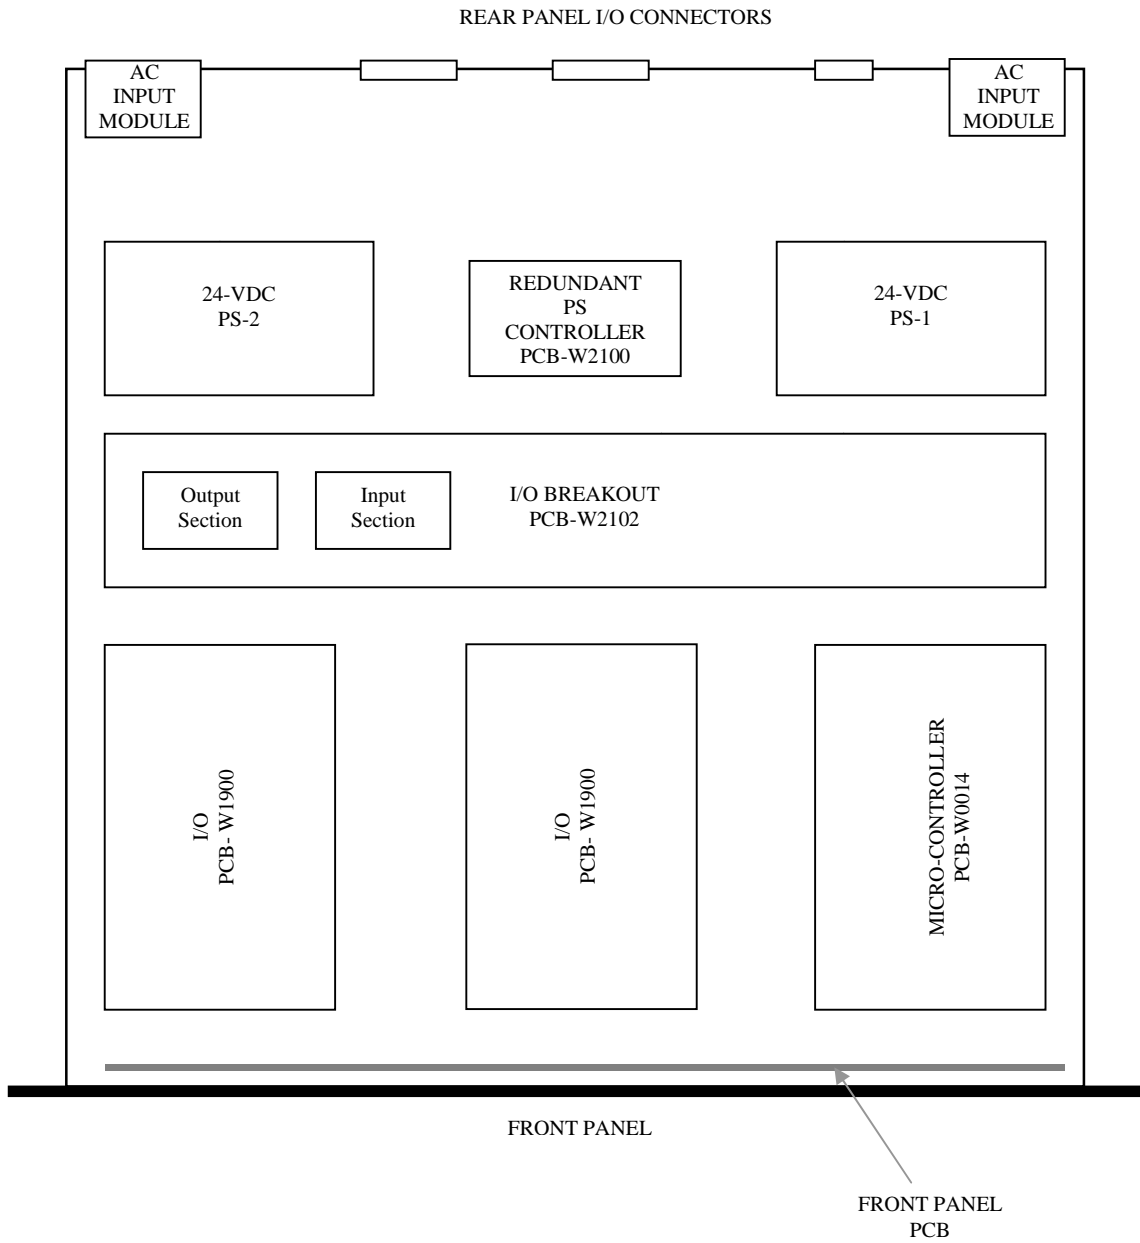 REAR PANEL I/O CONNECTORS
AC
INPUT
MODULE
AC
INPUT
MODULE
24-VDC
PS-2
REDUNDANT
PS
CONTROLLER
PCB-W2100
24-VDC
PS-1
Output
Section
Input
Section
I/O BREAKOUT
PCB-W2102
I/O
PCB- W1900
I/O
PCB- W1900
MICRO-CONTROLLER
PCB-W0014
FRONT PANEL
FRONT PANEL
PCB